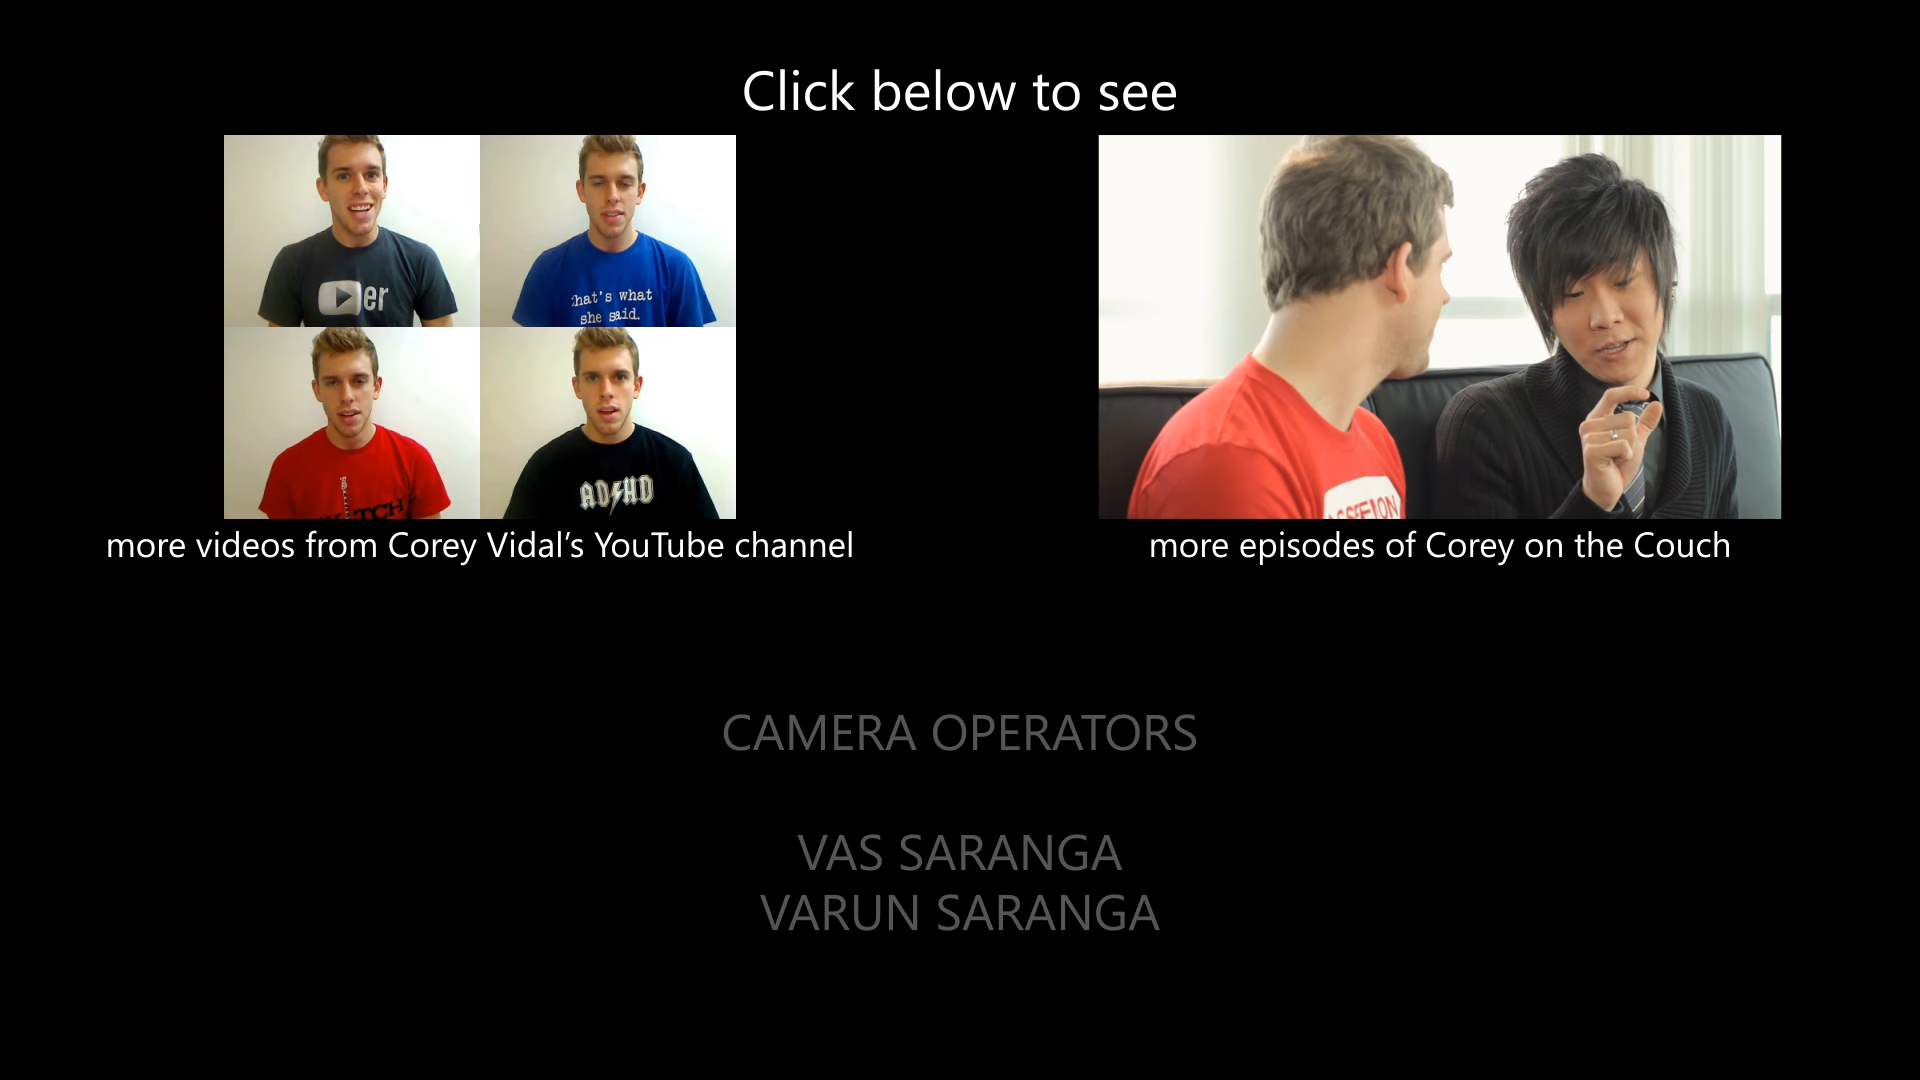 Click below to see
er
that's what
she said.
AD HD
more videos from Corey Vidal’s YouTube channel
more episodes of Corey on the Couch
CAMERA OPERATORS
VAS SARANGA
VARUN SARANGA